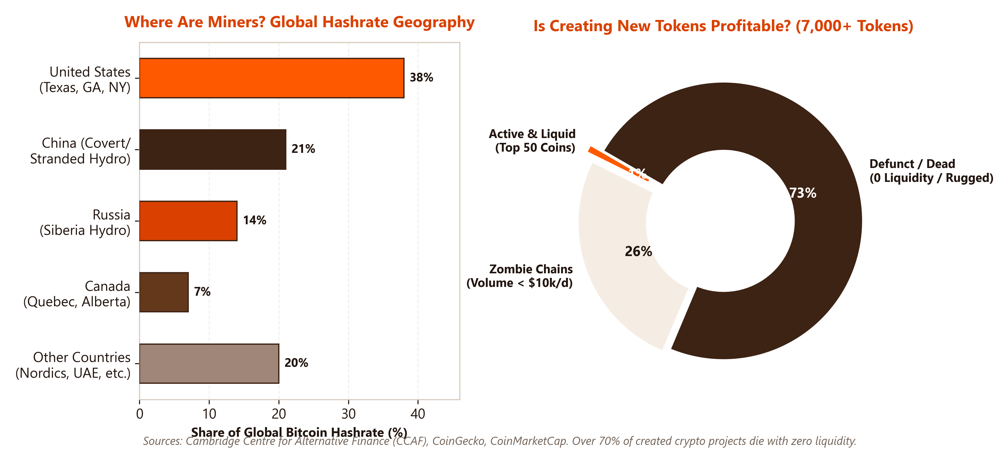 Where Are Miners? Global Hashrate Geography
United States
(Texas, GA, NY)
38%
China (Covert/
Stranded Hydro)
21%
Russia
(Siberia Hydro)
14%
Canada
(Quebec, Alberta)
7%
Other Countries
(Nordics, UAE, etc.)
20%
0 10 20 30 40
Share of Global Bitcoin Hashrate (%)
Is Creating New Tokens Profitable? (7,000+ Tokens)
Active & Liquid
(Top 50 Coins)
1%
Defunct / Dead
(0 Liquidity / Rugged)
73%
26%
Zombie Chains
(Volume < $10k/d)
Sources: Cambridge Centre for Alternative Finance (CCAF), CoinGecko, CoinMarketCap. Over 70% of created crypto projects die with zero liquidity.